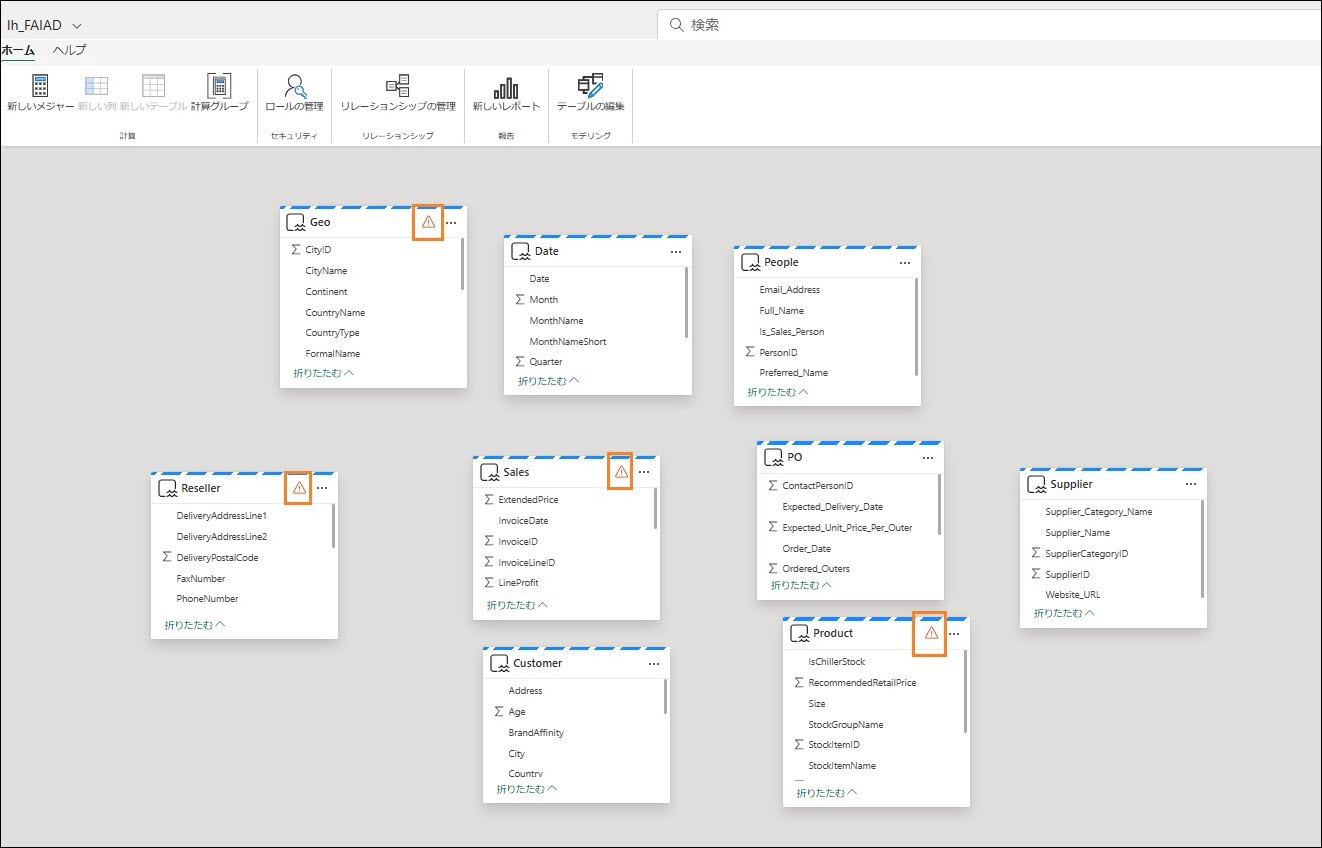 lh_FAIAD
検索
ホーム ヘルプ
新しいメジャー 新しい列 新しいテーブル 計算グループ
計算
ロールの管理
セキュリティ
リレーションシップの管理
リレーションシップ
新しいレポート
報告
テーブルの編集
モデリング
Geo
CityID
CityName
Continent
CountryName
CountryType
FormalName
折りたたむ
Date
Date
Month
MonthName
MonthNameShort
Quarter
折りたたむ
People
Email_Address
Full_Name
Is_Sales_Person
PersonID
Preferred_Name
折りたたむ
Reseller
DeliveryAddressLine1
DeliveryAddressLine2
DeliveryPostalCode
FaxNumber
PhoneNumber
折りたたむ
Sales
ExtendedPrice
InvoiceDate
InvoiceID
InvoiceLineID
LineProfit
折りたたむ
PO
ContactPersonID
Expected_Delivery_Date
Expected_Unit_Price_Per_Outer
Order_Date
Ordered_Outers
折りたたむ
Supplier
Supplier_Category_Name
Supplier_Name
SupplierCategoryID
SupplierID
Website_URL
折りたたむ
Customer
Address
Age
BrandAffinity
City
Country
折りたたむ
Product
IsChillerStock
RecommendedRetailPrice
Size
StockGroupName
StockItemID
StockItemName
折りたたむ